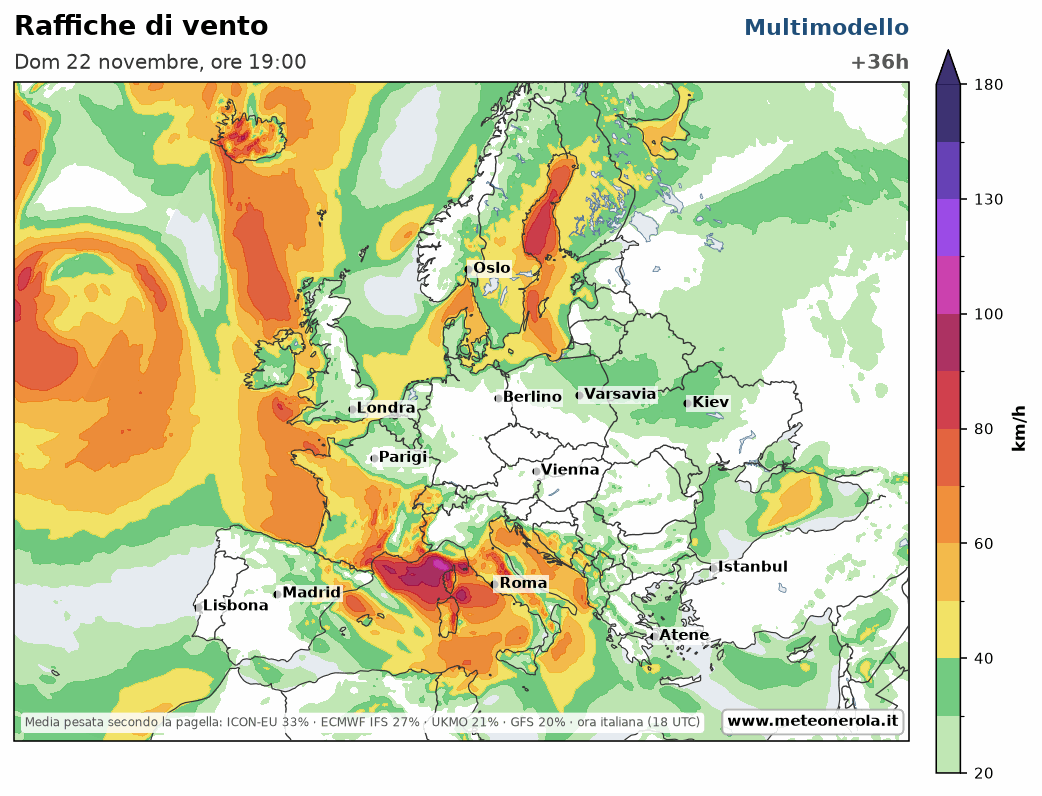 Raffiche di vento
Multimodello
Dom 22 novembre, ore 19:00
+36h
180
130
100
80
60
40
20
km/h
Oslo
Londra
Berlino
Varsavia
Kiev
Parigi
Vienna
Istanbul
Roma
Madrid
Lisbona
Atene
Media pesata secondo la pagella: ICON-EU 33% · ECMWF IFS 27% · UKMO 21% · GFS 20% · ora italiana (18 UTC)
www.meteonerola.it